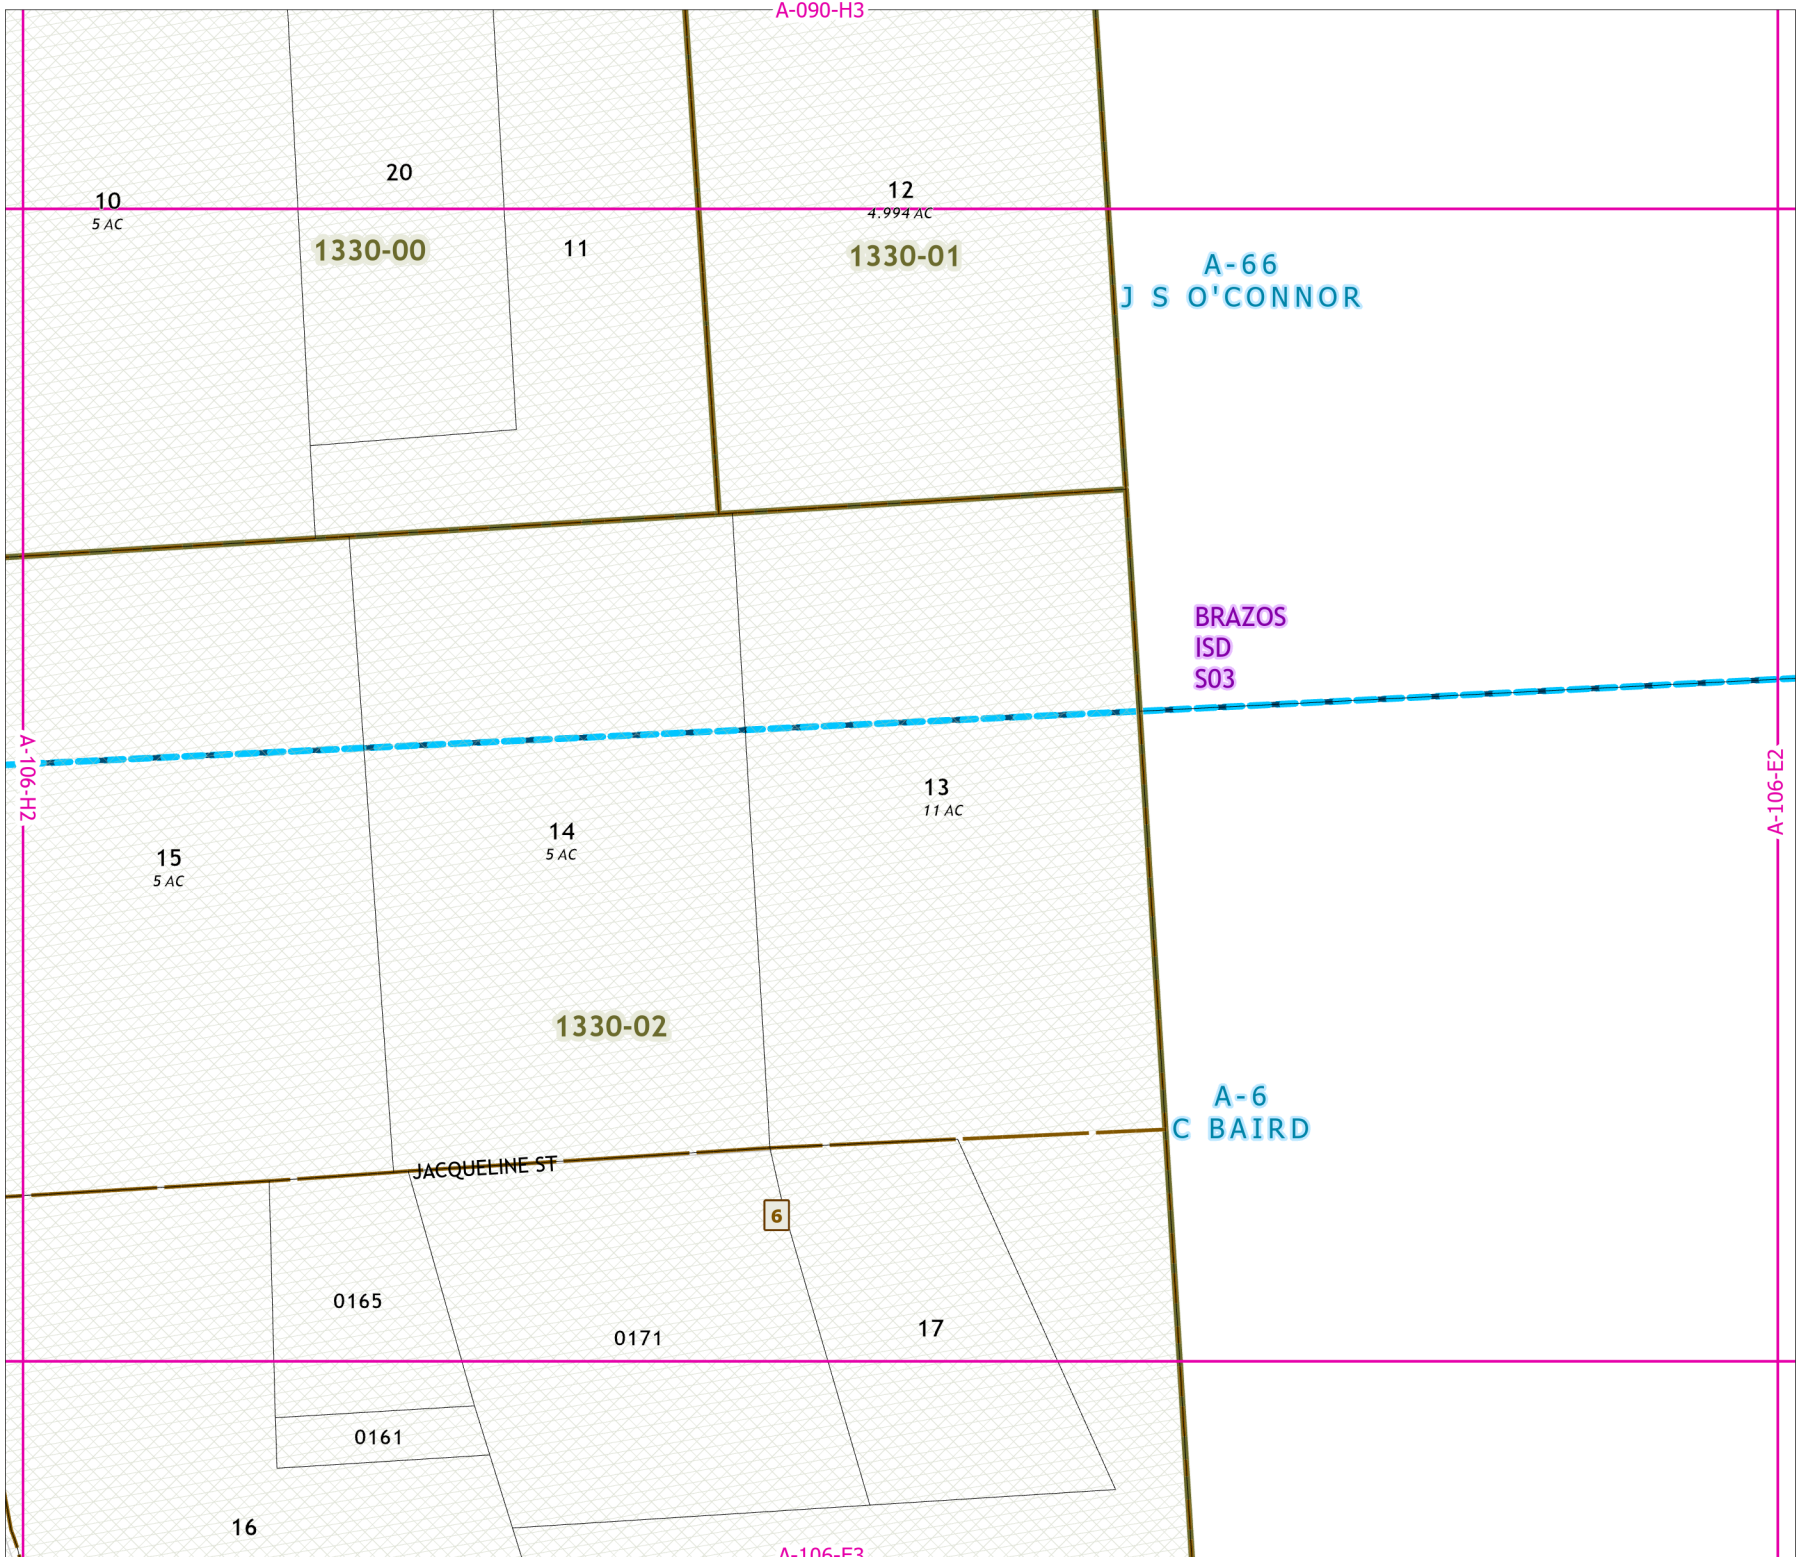 A-090-H3
20
10
5 AC
12
4.994 AC
1330-00
11
1330-01
A-66
J S O'CONNOR
BRAZOS
ISD
S03
A-106-H2
A-106-E2
13
11 AC
14
5 AC
15
5 AC
1330-02
A-6
C BAIRD
JACQUELINE ST
6
0165
0171
17
0161
16
A-106-E3